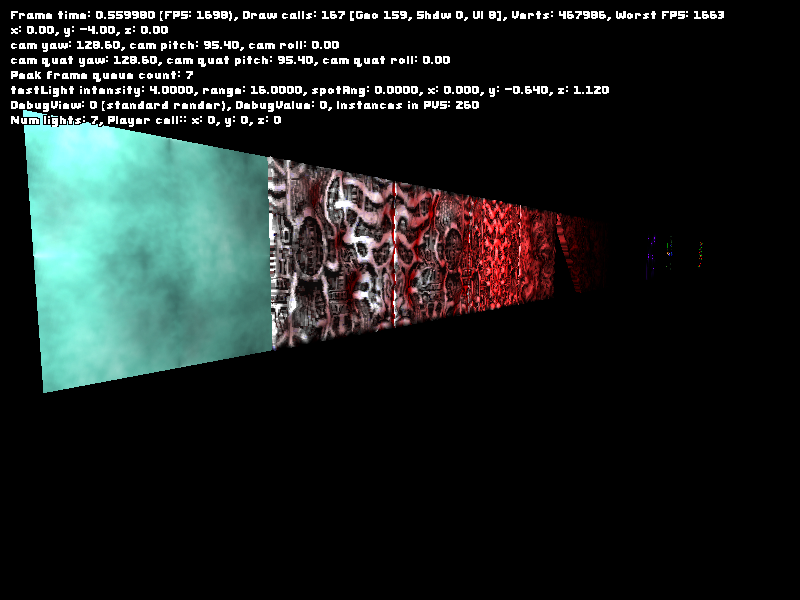 Frame time: 0.559980 [FPS: 1698], Draw calls: 167 [Geo 159, Shdw 0, UI 8], Verts: 467986, Worst FPS: 1663
x: 0.00, y: -4.00, z: 0.00
cam yaw: 128.60, cam pitch: 95.40, cam roll: 0.00
cam quat yaw: 128.60, cam quat pitch: 95.40, cam quat roll: 0.00
Peak frame queue count: 7
testLight intensity: 4.0000, range: 16.0000, spotAng: 0.0000, x: 0.000, y: -0.640, z: 1.120
DebugView: 0 (standard render), DebugValue: 0, Instances in PVS: 260
Num lights: 7, Player cell:: x: 0, y: 0, z: 0